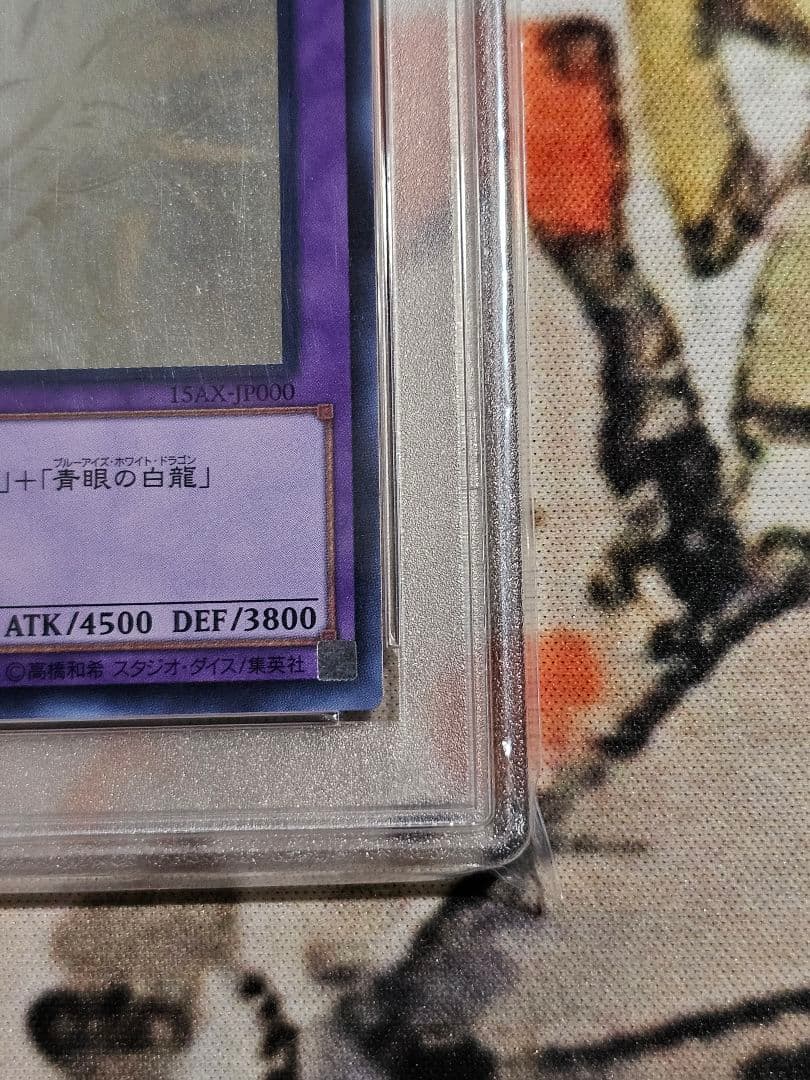 15AX-JP000
ブルーアイズ・ホワイト・ドラゴン
」+「青眼の白龍」
ATK/4500 DEF/3800
©高橋和希 スタジオ・ダイス/集英社